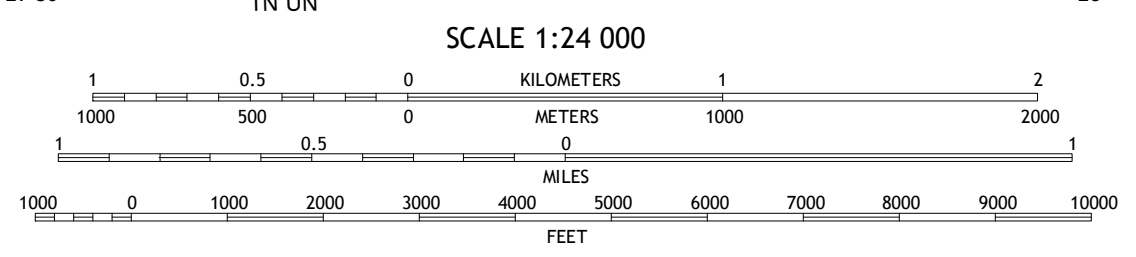 SCALE 1:24 000
1 0.5 0 KILOMETERS 1 2
1000 500 0 METERS 1000 2000
1 0.5 0 1
MILES
1000 0 1000 2000 3000 4000 5000 6000 7000 8000 9000 10000
FEET